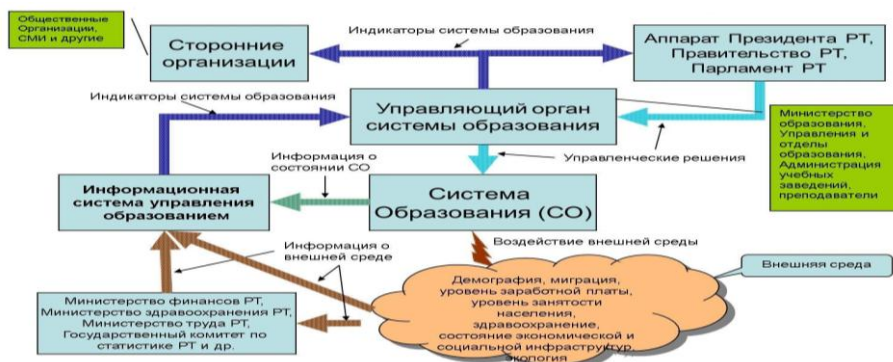 Общественные
Организации,
СМИ и другие
Сторонние
организации
Индикаторы системы образования
Аппарат Президента РТ,
Правительство РТ,
Парламент РТ
Индикаторы системы образования
Управляющий орган
системы образования
Министерство
образования,
Управления и
отделы
образования,
Администрация
учебных
заведений,
преподаватели
Информация о
состоянии СО
Управленческие решения
Информационная
система управления
образованием
Система
Образования (СО)
Воздействие внешней среды
Информация о
внешней среде
Внешняя среда
Министерство финансов РТ,
Министерство здравоохранения РТ,
Министерство труда РТ,
Государственный комитет по
статистике РТ и др.
Демография, миграция,
уровень заработной платы,
уровень занятости
населения,
здравоохранение,
состояние экономической и
социальной инфраструктур,
экология